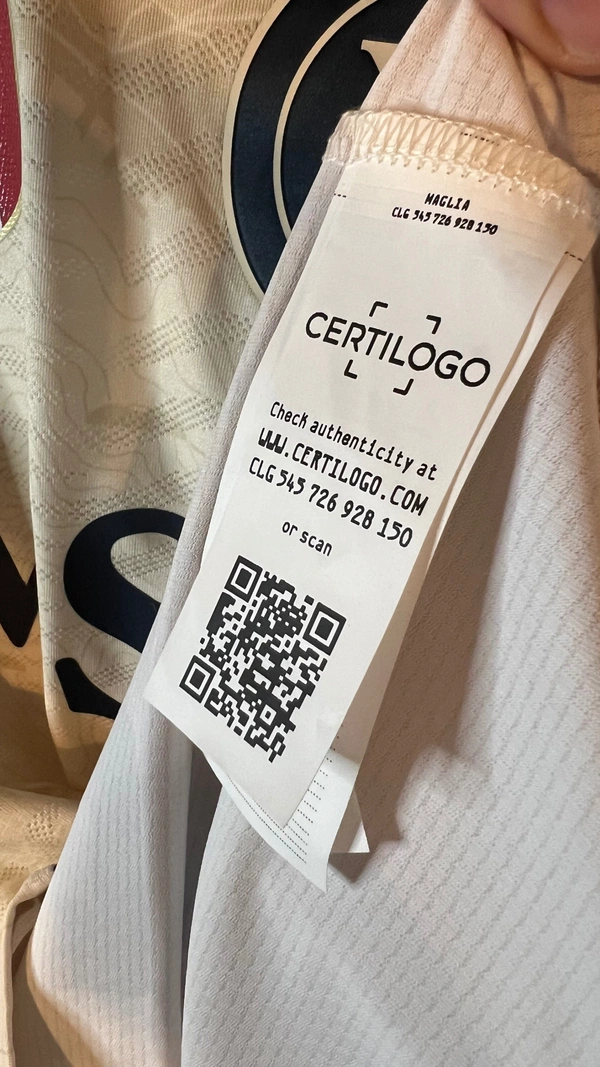 MAGLIA
CLG 545 726 928 150
CERTILOGO
Check authenticity at
WWW.CERTILOGO.COM
CLG 545 726 928 150
or scan
S